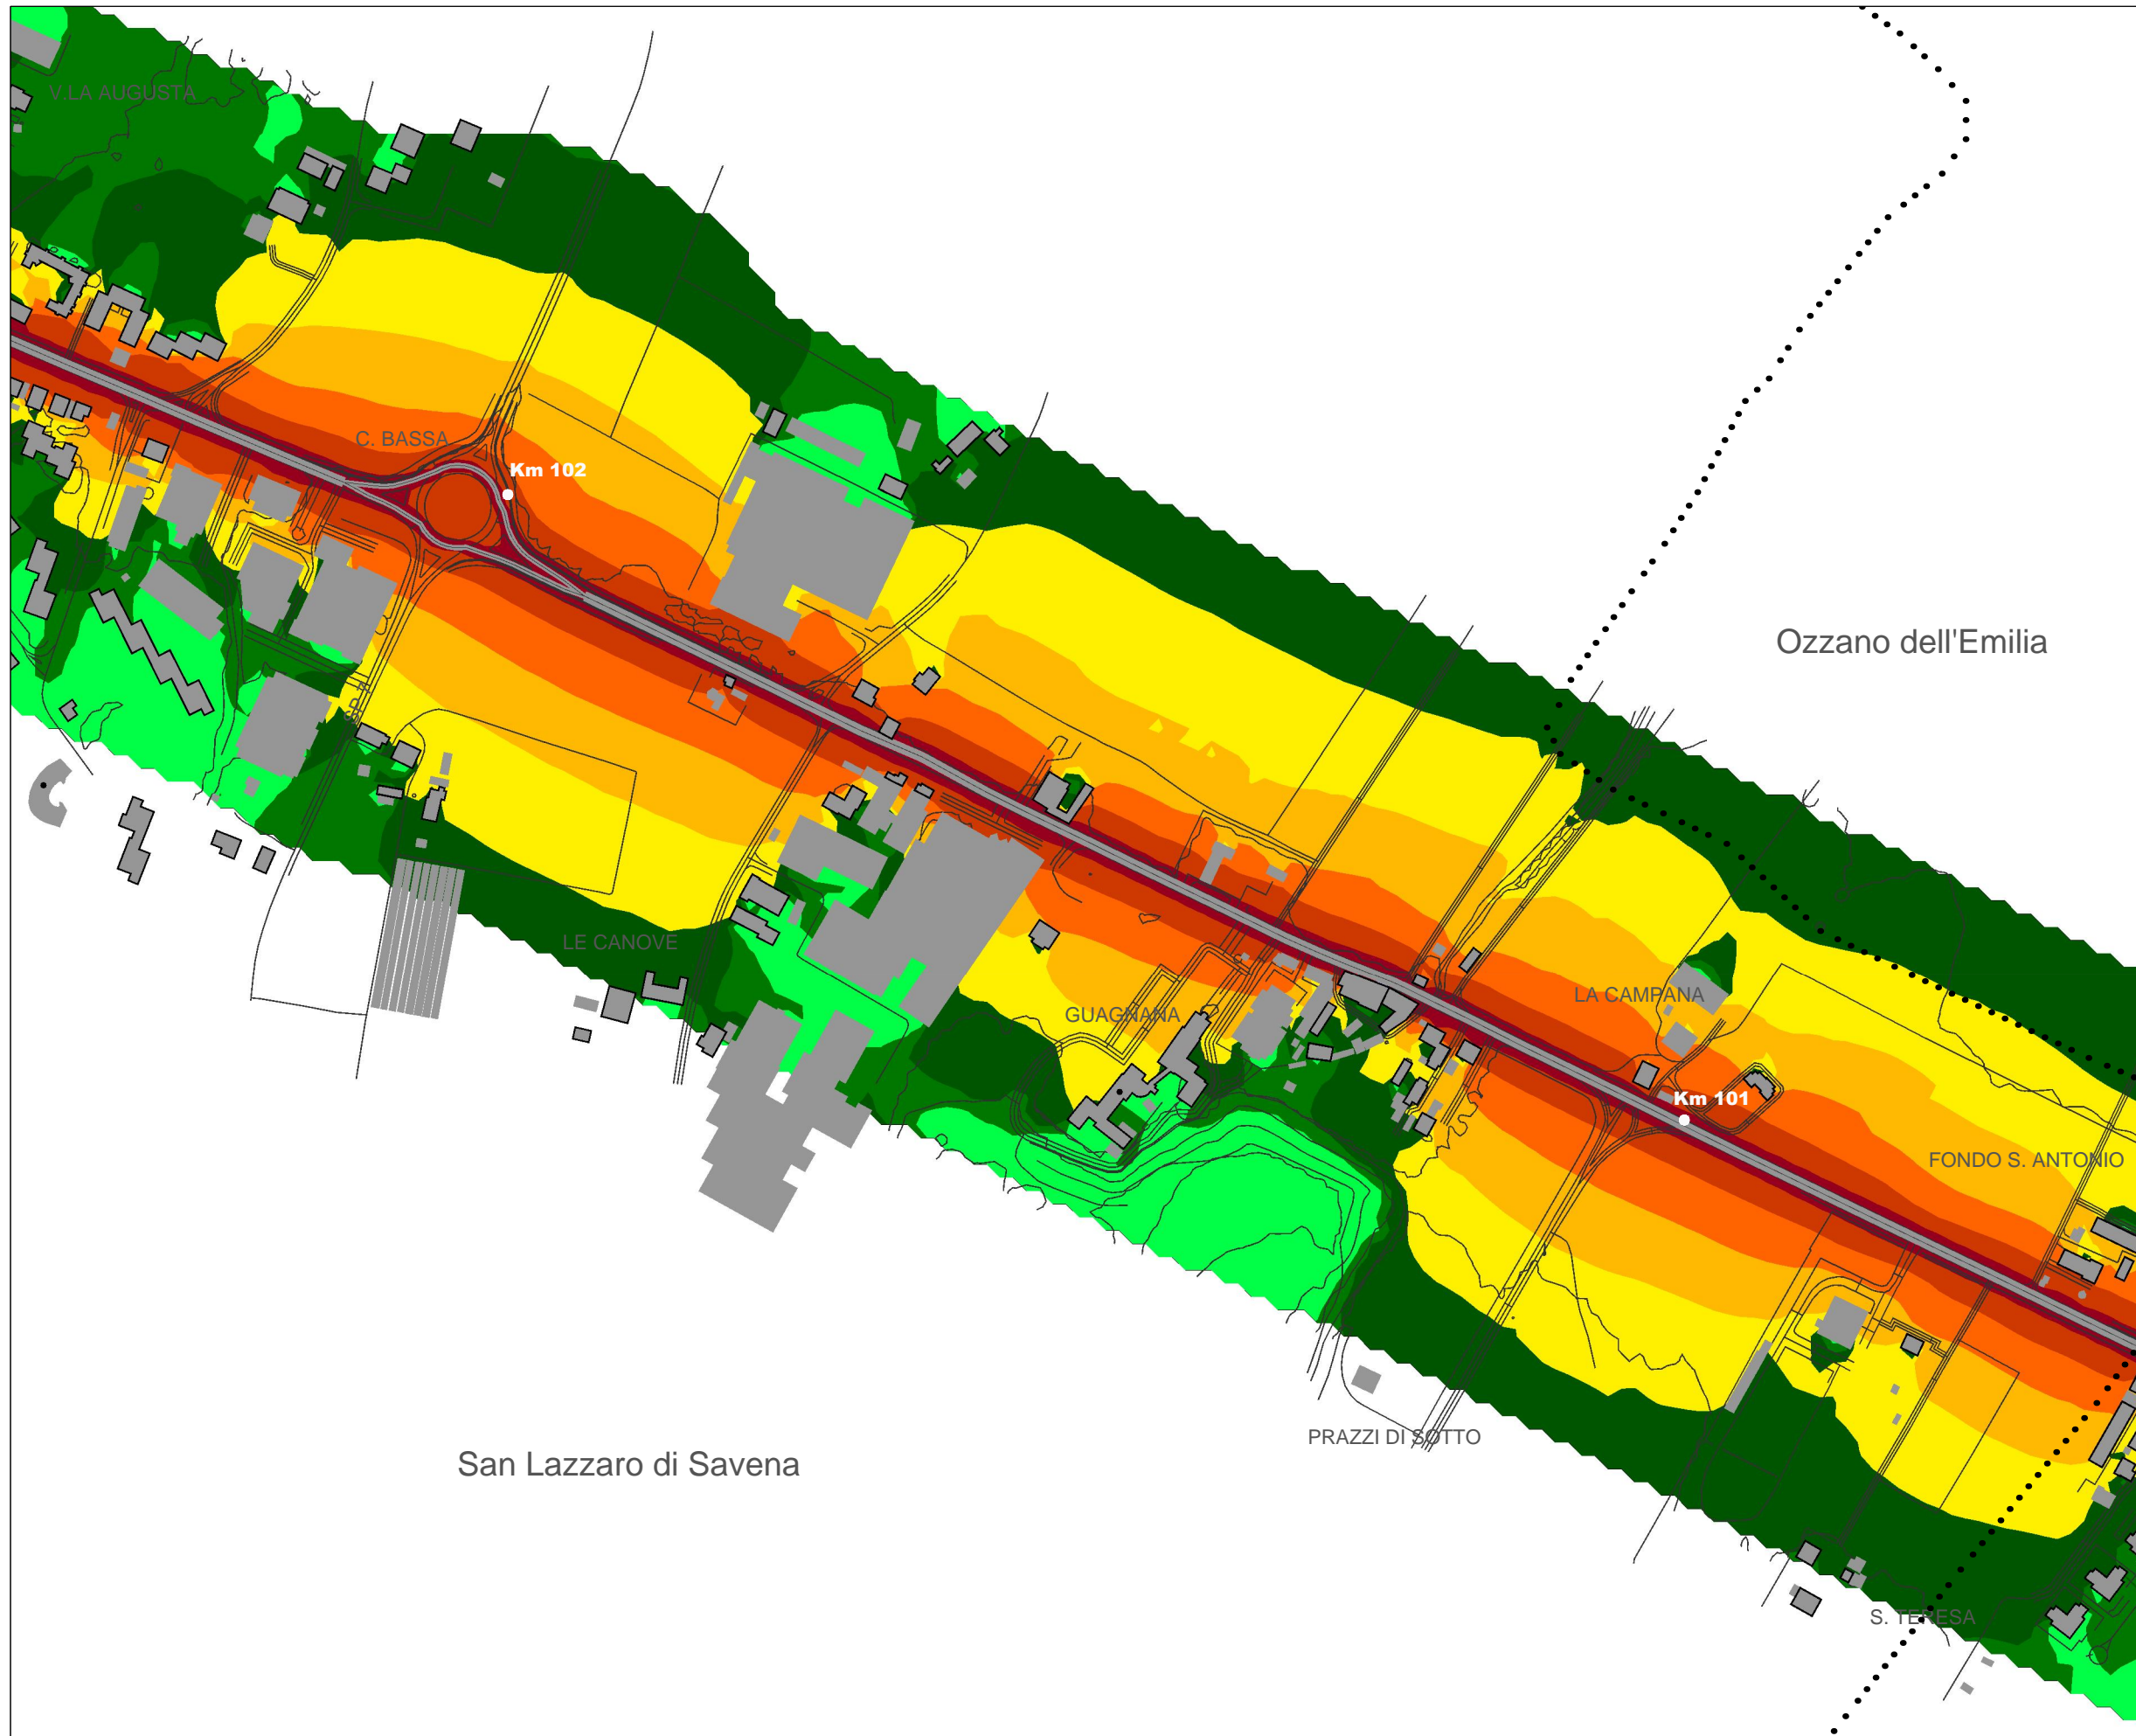 V.LA AUGUSTA
C. BASSA
Km 102
Ozzano dell'Emilia
LE CANOVE
GUAGNANA
LA CAMPANA
Km 101
FONDO S. ANTONIO
PRAZZI DI SOTTO
San Lazzaro di Savena
S. TERESA